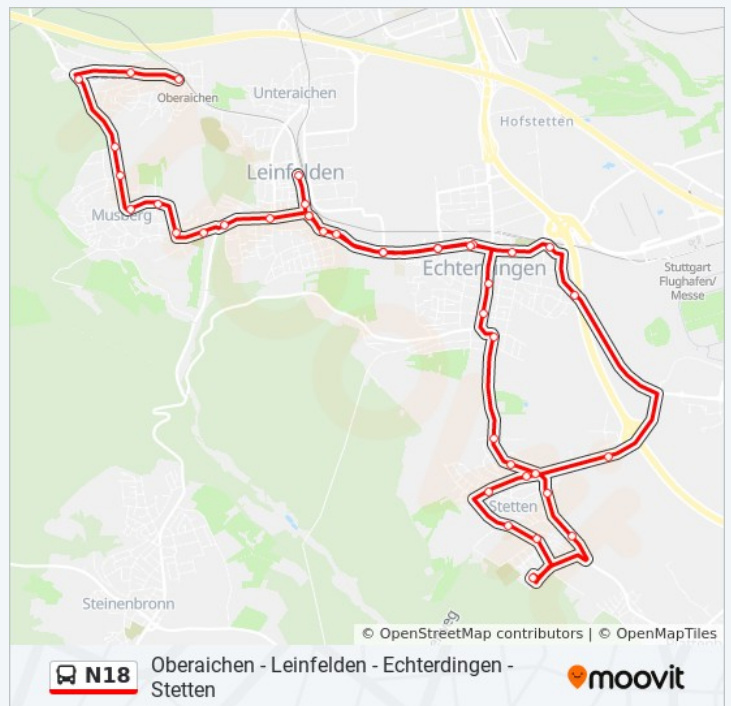 Oberaichen
Unteraichen
Hofstetten
Leinfelden
Musberg
Echterdingen
Stuttgart
Flughafen/
Messe
Stetten
Steinenbronn
© OpenStreetMap contributors | © OpenMapTiles
N18
Oberaichen - Leinfelden - Echterdingen -
Stetten
moovit